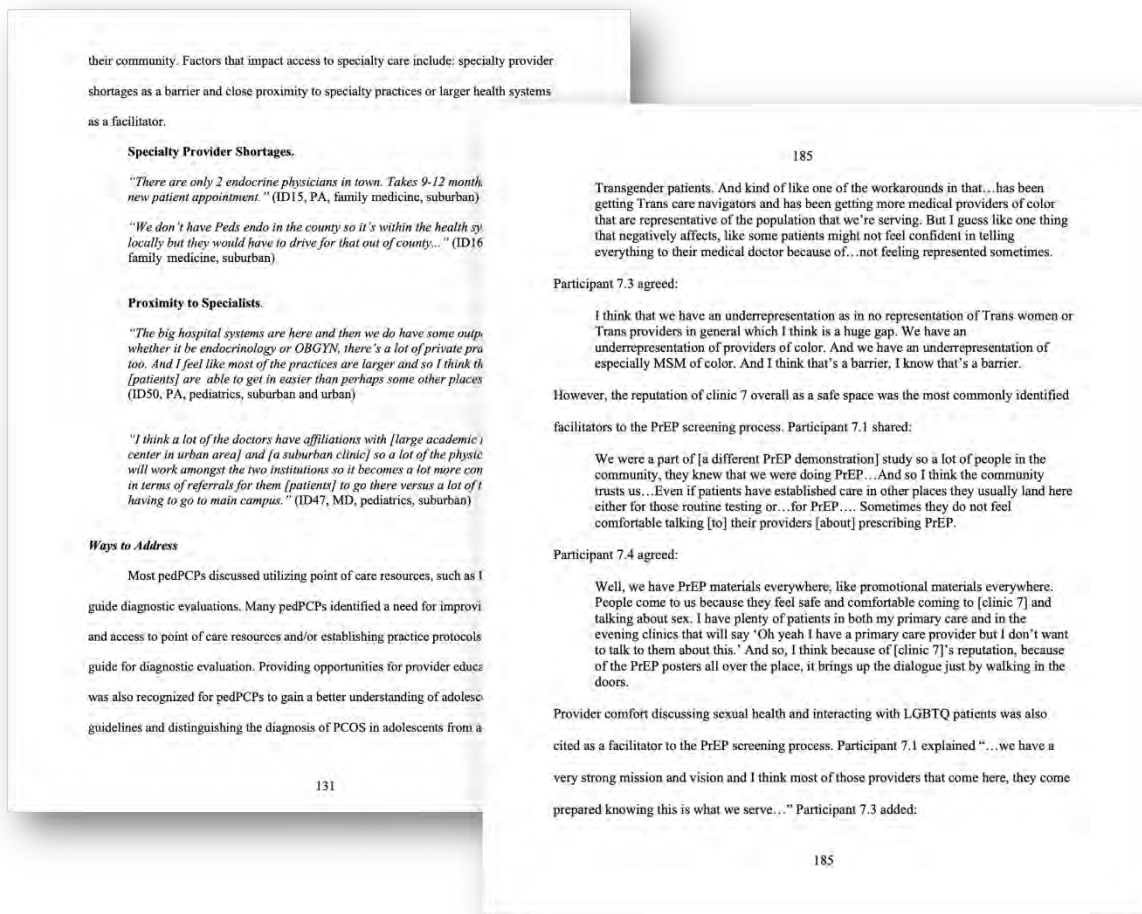 their community. Factors that impact access to specialty care include: specialty provider
shortages as a barrier and close proximity to specialty practices or larger health systems
as a facilitator.
Specialty Provider Shortages.
"There are only 2 endocrine physicians in town. Takes 9-12 month
new patient appointment." (ID15, PA, family medicine, suburban)
"We don't have Peds endo in the county so it's within the health sy
locally but they would have to drive for that out of county..." (ID16
family medicine, suburban)
Proximity to Specialists.
"The big hospital systems are here and then we do have some outp
whether it be endocrinology or OBGYN, there's a lot of private pra
too. And I feel like most of the practices are larger and so I think th
[patients] are able to get in easier than perhaps some other places
(ID50, PA, pediatrics, suburban and urban)
"I think a lot of the doctors have affiliations with [large academic
center in urban area] and [a suburban clinic] so a lot of the physic
will work amongst the two institutions so it becomes a lot more con
in terms of referrals for them [patients] to go there versus a lot of t
having to go to main campus." (ID47, MD, pediatrics, suburban)
Ways to Address
Most pedPCPs discussed utilizing point of care resources, such as
guide diagnostic evaluations. Many pedPCPs identified a need for improvi
and access to point of care resources and/or establishing practice protocols
guide for diagnostic evaluation. Providing opportunities for provider educa
was also recognized for pedPCPs to gain a better understanding of adolesc
guidelines and distinguishing the diagnosis of PCOS in adolescents from a
131
185
Transgender patients. And kind of like one of the workarounds in that…has been
getting Trans care navigators and has been getting more medical providers of color
that are representative of the population that we're serving. But I guess like one thing
that negatively affects, like some patients might not feel confident in telling
everything to their medical doctor because of…not feeling represented sometimes.
Participant 7.3 agreed:
I think that we have an underrepresentation as in no representation of Trans women or
Trans providers in general which I think is a huge gap. We have an
underrepresentation of providers of color. And we have an underrepresentation of
especially MSM of color. And I think that's a barrier, I know that's a barrier.
However, the reputation of clinic 7 overall as a safe space was the most commonly identified
facilitators to the PrEP screening process. Participant 7.1 shared:
We were a part of [a different PrEP demonstration] study so a lot of people in the
community, they knew that we were doing PrEP…And so I think the community
trusts us…Even if patients have established care in other places they usually land here
either for those routine testing or…for PrEP…. Sometimes they do not feel
comfortable talking [to] their providers [about] prescribing PrEP.
Participant 7.4 agreed:
Well, we have PrEP materials everywhere, like promotional materials everywhere.
People come to us because they feel safe and comfortable coming to [clinic 7] and
talking about sex. I have plenty of patients in both my primary care and in the
evening clinics that will say 'Oh yeah I have a primary care provider but I don't want
to talk to them about this.' And so, I think because of [clinic 7]'s reputation, because
of the PrEP posters all over the place, it brings up the dialogue just by walking in the
doors.
Provider comfort discussing sexual health and interacting with LGBTQ patients was also
cited as a facilitator to the PrEP screening process. Participant 7.1 explained "…we have a
very strong mission and vision and I think most of those providers that come here, they come
prepared knowing this is what we serve…" Participant 7.3 added:
185